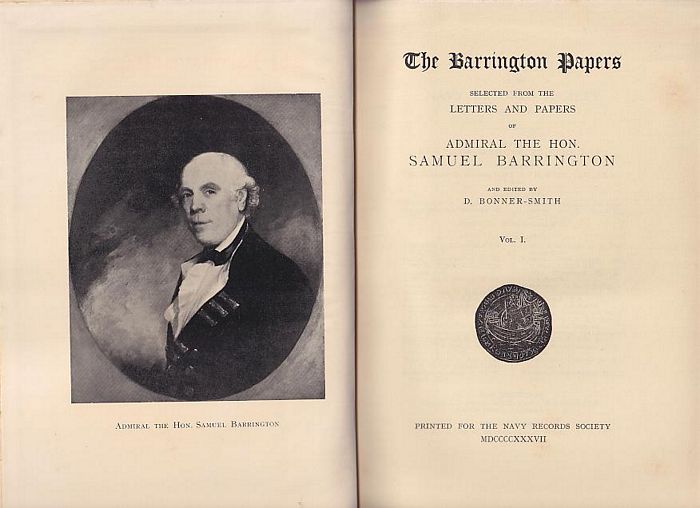 ADMIRAL THE HON. SAMUEL BARRINGTON
The Barrington Papers
SELECTED FROM THE
LETTERS AND PAPERS
OF
ADMIRAL THE HON.
SAMUEL BARRINGTON
AND EDITED BY
D. BONNER-SMITH
VOL. I.
PRINTED FOR THE NAVY RECORDS SOCIETY
MDCCCCXXXVII